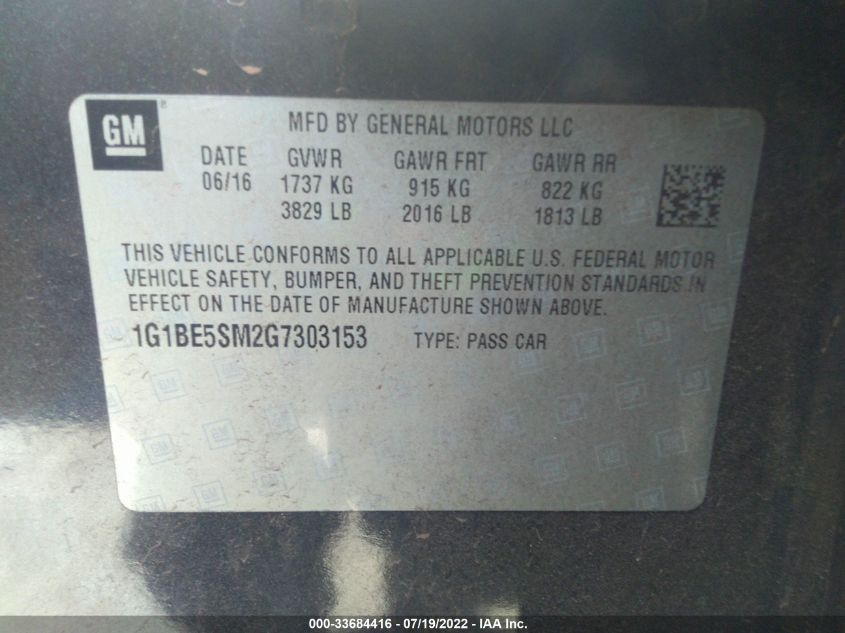 GM ®
MFD BY GENERAL MOTORS LLC
DATE GVWR GAWR FRT GAWR RR
06/16 1737 KG 915 KG 822 KG
3829 LB 2016 LB 1813 LB
THIS VEHICLE CONFORMS TO ALL APPLICABLE U.S. FEDERAL MOTOR
VEHICLE SAFETY, BUMPER, AND THEFT PREVENTION STANDARDS IN
EFFECT ON THE DATE OF MANUFACTURE SHOWN ABOVE.
1G1BE5SM2G7303153 TYPE: PASS CAR
000-33684416 - 07/19/2022 - IAA Inc.